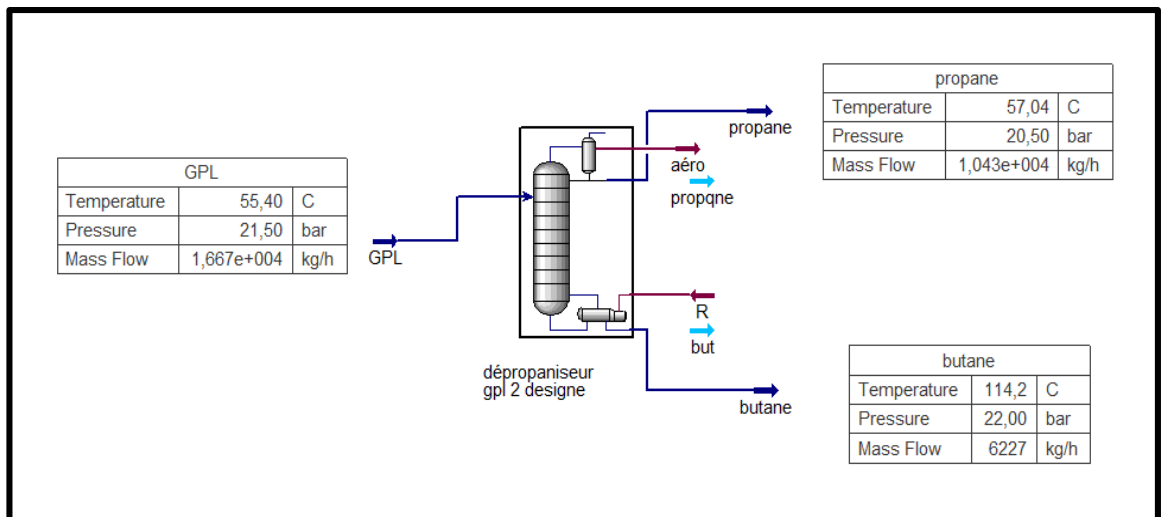 GPL
Temperature 55,40 C
Pressure 21,50 bar
Mass Flow 1,667e+004 kg/h
GPL
propane
aéro
propqne
R
but
dépropaniseur
gpl 2 designe
butane
propane
Temperature 57,04 C
Pressure 20,50 bar
Mass Flow 1,043e+004 kg/h
butane
Temperature 114,2 C
Pressure 22,00 bar
Mass Flow 6227 kg/h